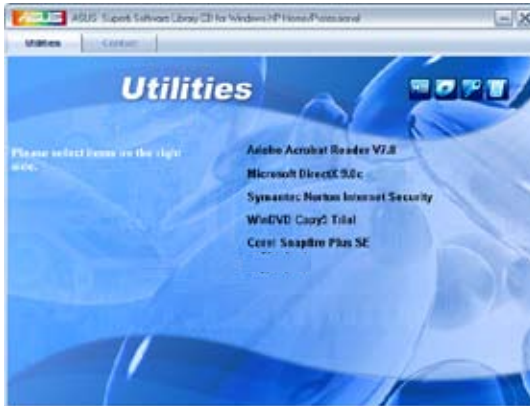 ASUS Superb Software Library CD for Windows XP Home/Professional
Utilities
Contact
Utilities
Please select items on the right
side.
Adobe Acrobat Reader V7.0
Microsoft DirectX 9.0c
Symantec Norton Internet Security
WinDVD Copy5 Trial
Corel Snapfire Plus SE